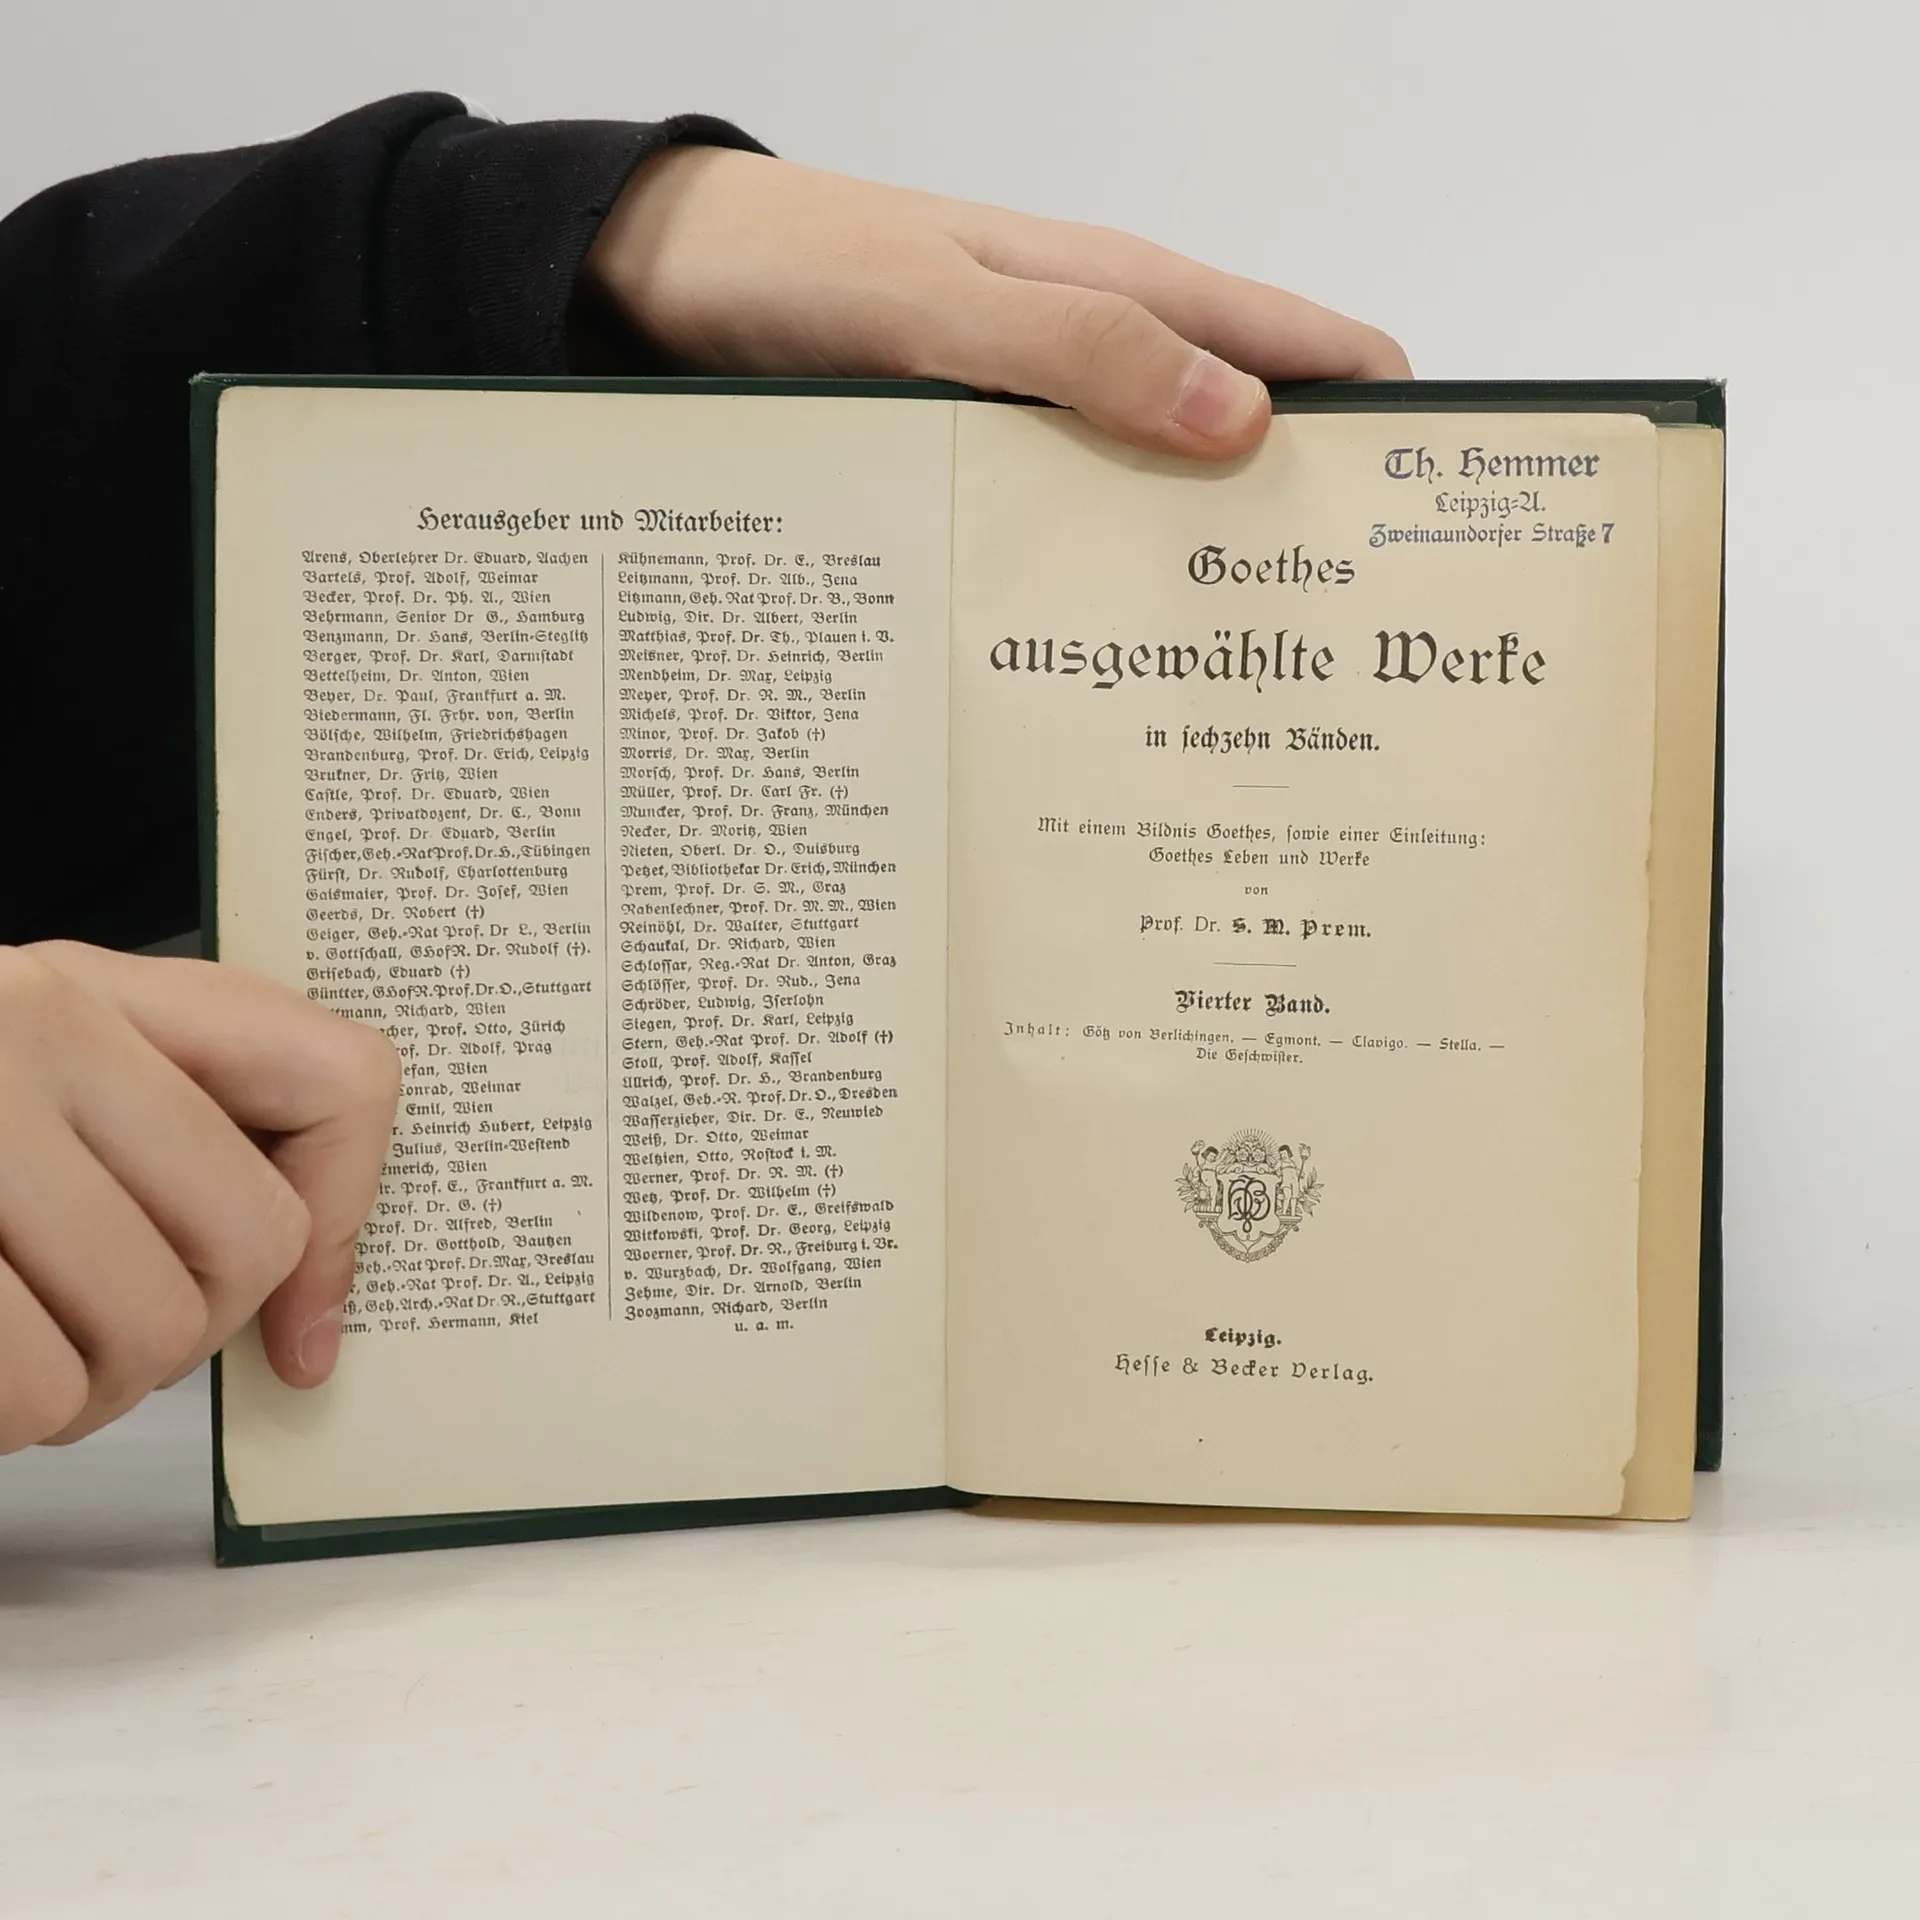 Herausgeber und Mitarbeiter:
Arens, Oberlehrer Dr. Eduard, Aachen
Bartels, Prof. Adolf, Weimar
Becker, Prof. Dr. Ph. A., Wien
Behrmann, Senior Dr G., Hamburg
Benzmann, Dr. Hans, Berlin-Steglitz
Berger, Prof. Dr. Karl, Darmstadt
Bettelheim, Dr. Anton, Wien
Beyer, Dr. Paul, Frankfurt a. M.
Biedermann, Fl. Frhr. von, Berlin
Bölsche, Wilhelm, Friedrichshagen
Brandenburg, Prof. Dr. Erich, Leipzig
Brukner, Dr. Fritz, Wien
Castle, Prof. Dr. Eduard, Wien
Enders, Privatdozent, Dr. C., Bonn
Engel, Prof. Dr. Eduard, Berlin
Fischer, Geh.-Rat Prof. Dr. H., Tübingen
Fürst, Dr. Rudolf, Charlottenburg
Gaismaier, Prof. Dr. Josef, Wien
Geerds, Dr. Robert (†)
Geiger, Geh.-Rat Prof. Dr L., Berlin
v. Gottschall, GHofR. Dr. Rudolf (†).
Grisebach, Eduard (†)
Güntter, GHofR. Prof. Dr. O., Stuttgart
Richard, Wien
Prof. Otto, Zürich
Dr. Adolf, Prag
Wien
Conrad, Weimar
Emil, Wien
Heinrich Hubert, Leipzig
Julius, Berlin-Westend
Wien
Prof. E., Frankfurt a. M.
Prof. Dr. G. (†)
Prof. Dr. Alfred, Berlin
Prof. Dr. Gotthold, Bautzen
Geh.-Rat Prof. Dr. Max, Breslau
Geh.-Rat Prof. Dr. A., Leipzig
Geh. Arch.-Rat Dr. R., Stuttgart
Prof. Hermann, Kiel
Kühnemann, Prof. Dr. E., Breslau
Leitzmann, Prof. Dr. Alb., Jena
Litzmann, Geh. Rat Prof. Dr. B., Bonn
Ludwig, Dir. Dr. Albert, Berlin
Matthias, Prof. Dr. Th., Plauen i. V.
Meisner, Prof. Dr. Heinrich, Berlin
Mendheim, Dr. Max, Leipzig
Meyer, Prof. Dr. R. M., Berlin
Michels, Prof. Dr. Viktor, Jena
Minor, Prof. Dr. Jakob (†)
Morris, Dr. Max, Berlin
Morsch, Prof. Dr. Hans, Berlin
Müller, Prof. Dr. Carl Fr. (†)
Muncker, Prof. Dr. Franz, München
Necker, Dr. Moritz, Wien
Nieten, Oberl. Dr. O., Duisburg
Petzet, Bibliothekar Dr. Erich, München
Prem, Prof. Dr. S. M., Graz
Rabenlechner, Prof. Dr. M. M., Wien
Reinöhl, Dr. Walter, Stuttgart
Schaukal, Dr. Richard, Wien
Schlossar, Reg.-Rat Dr. Anton, Graz
Schlösser, Prof. Dr. Rud., Jena
Schröder, Ludwig, Iserlohn
Siegen, Prof. Dr. Karl, Leipzig
Stern, Geh.-Rat Prof. Dr. Adolf (†)
Stoll, Prof. Adolf, Kassel
Ullrich, Prof. Dr. H., Brandenburg
Walzel, Geh.-R. Prof. Dr. O., Dresden
Wasserzieher, Dir. Dr. E., Neuwied
Weiß, Dr. Otto, Weimar
Weltzien, Otto, Rostock i. M.
Werner, Prof. Dr. R. M. (†)
Wetz, Prof. Dr. Wilhelm (†)
Wildenow, Prof. Dr. E., Greifswald
Witkowski, Prof. Dr. Georg, Leipzig
Woerner, Prof. Dr. R., Freiburg i. Br.
v. Wurzbach, Dr. Wolfgang, Wien
Zehme, Dir. Dr. Arnold, Berlin
Zoozmann, Richard, Berlin
u. a. m.
Th. Hemmer
Leipzig-A.
Zweinaundorfer Straße 7
Goethes
ausgewählte Werke
in sechzehn Bänden.
Mit einem Bildnis Goethes, sowie einer Einleitung:
Goethes Leben und Werke
von
Prof. Dr. S. M. Prem.
Vierter Band.
Inhalt: Götz von Berlichingen. — Egmont. — Clavigo. — Stella. —
Die Geschwister.
Leipzig.
Hesse & Becker Verlag.